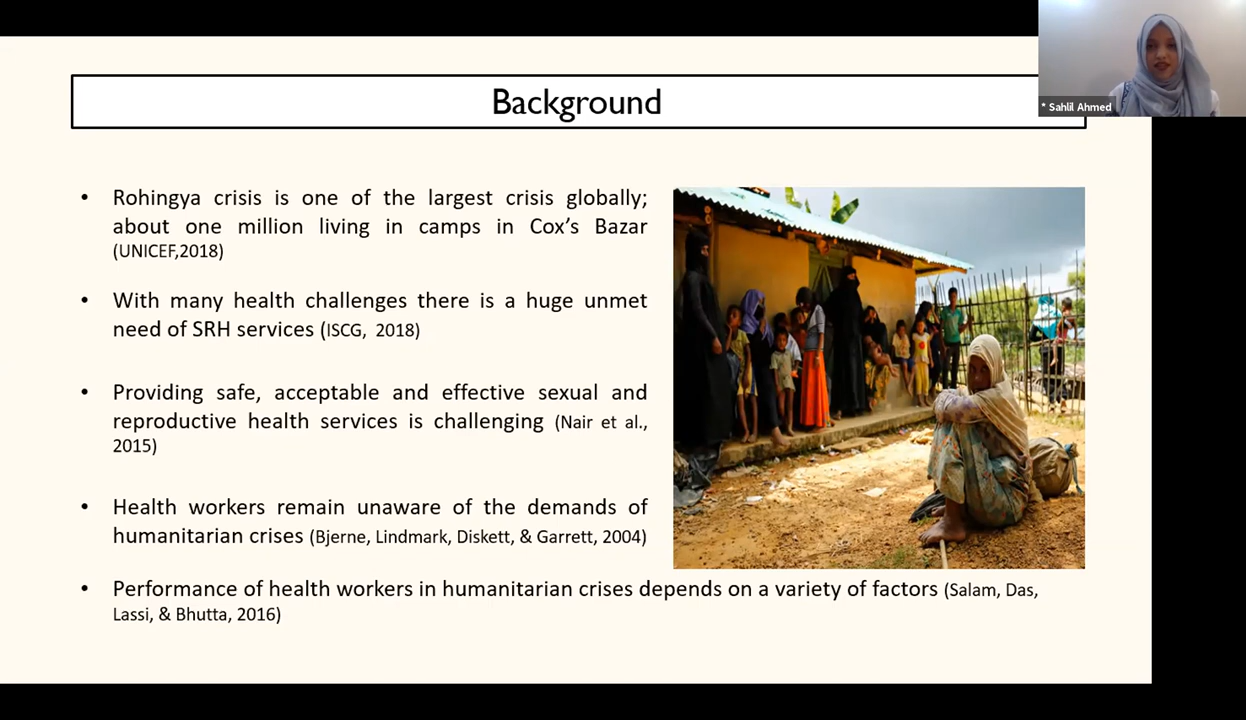 Background
* Sahlil Ahmed
• Rohingya crisis is one of the largest crisis globally;
about one million living in camps in Cox’s Bazar
(UNICEF,2018)
• With many health challenges there is a huge unmet
need of SRH services (ISCG, 2018)
• Providing safe, acceptable and effective sexual and
reproductive health services is challenging (Nair et al.,
2015)
• Health workers remain unaware of the demands of
humanitarian crises (Bjerne, Lindmark, Diskett, & Garrett, 2004)
• Performance of health workers in humanitarian crises depends on a variety of factors (Salam, Das,
Lassi, & Bhutta, 2016)